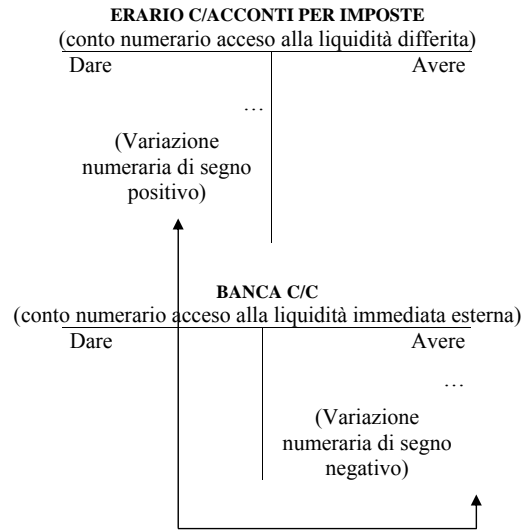 ERARIO C/ACCONTI PER IMPOSTE
(conto numerario acceso alla liquidità differita)
Dare Avere
…
(Variazione
numeraria di segno
positivo)
BANCA C/C
(conto numerario acceso alla liquidità immediata esterna)
Dare Avere
…
(Variazione
numeraria di segno
negativo)